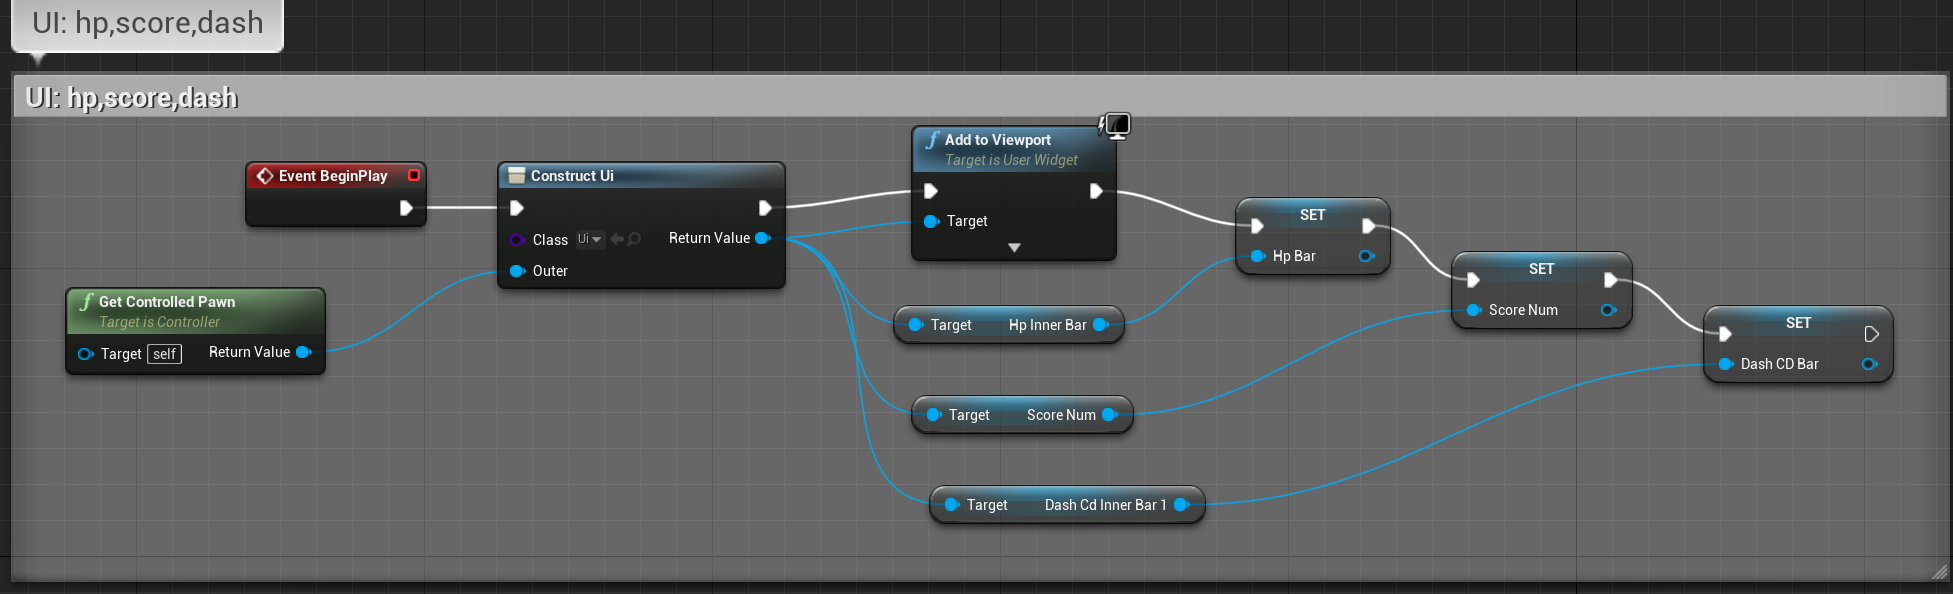 UI: hp,score,dash
UI: hp,score,dash
Event BeginPlay
Construct Ui
Class Ui Return Value
Outer
Get Controlled Pawn
Target is Controller
Target self Return Value
Add to Viewport
Target is User Widget
Target
Target Hp Inner Bar
Target Score Num
Target Dash Cd Inner Bar 1
SET
Hp Bar
SET
Score Num
SET
Dash CD Bar